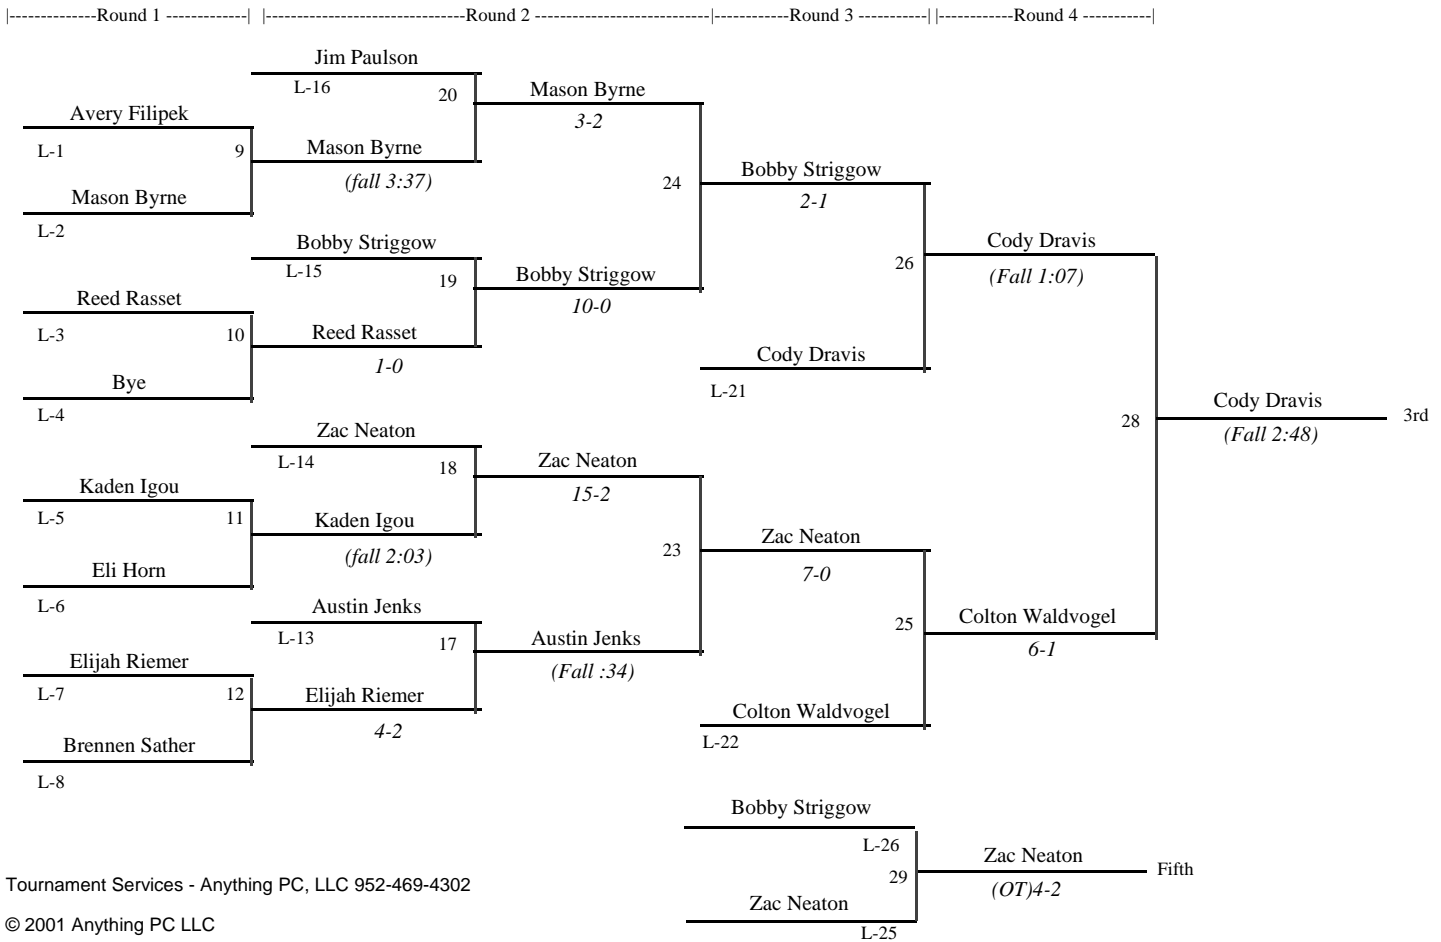 |-------------Round 1 -------------| |------------------------------Round 2 --------------------------|------------Round 3 -----------| |------------Round 4 -----------|
Jim Paulson
L-16
20
Mason Byrne
3-2
Avery Filipek
L-1
9
Mason Byrne
(fall 3:37)
Mason Byrne
L-2
24
Bobby Striggow
2-1
Bobby Striggow
L-15
19
Bobby Striggow
10-0
Reed Rasset
L-3
10
Reed Rasset
1-0
Bye
L-4
26
Cody Dravis
(Fall 1:07)
Cody Dravis
L-21
28
Cody Dravis
(Fall 2:48)
3rd
Zac Neaton
L-14
18
Zac Neaton
15-2
Kaden Igou
L-5
11
Kaden Igou
(fall 2:03)
Eli Horn
L-6
23
Zac Neaton
7-0
Austin Jenks
L-13
17
Austin Jenks
(Fall :34)
Elijah Riemer
L-7
12
Elijah Riemer
4-2
Brennen Sather
L-8
25
Colton Waldvogel
6-1
Colton Waldvogel
L-22
Bobby Striggow
L-26
29
Zac Neaton
(OT)4-2
Fifth
Zac Neaton
L-25
Tournament Services - Anything PC, LLC 952-469-4302
© 2001 Anything PC LLC